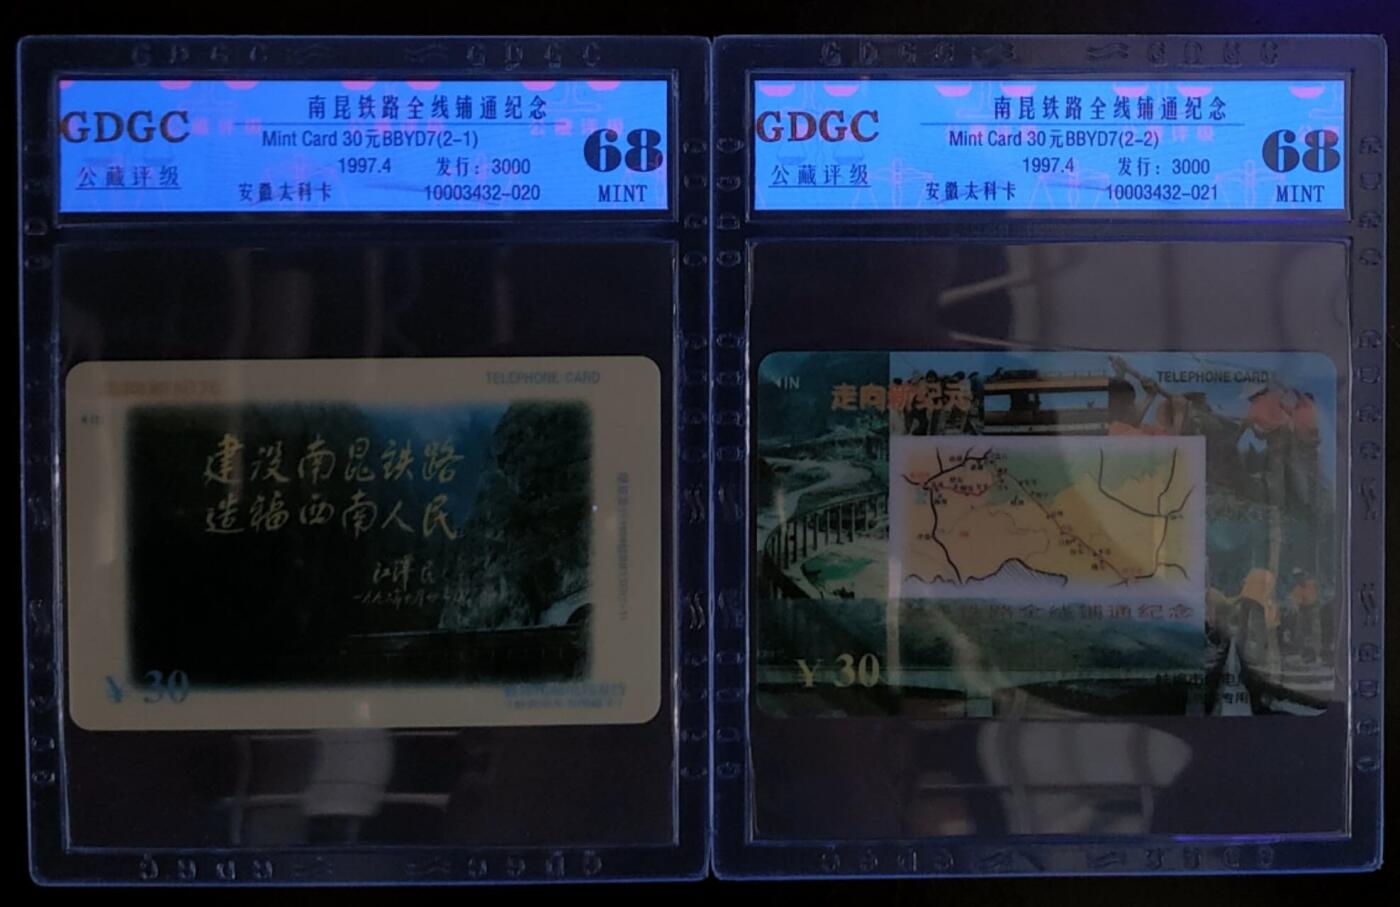 GDGC
公藏评级
南昆铁路全线铺通纪念
Mint Card 30元BBYD7(2-1)
1997.4 发行：3000
安徽太科卡 10003432-020
68
MINT
TELEPHONE CARD
建设南昆铁路
造福西南人民
¥30
GDGC
公藏评级
南昆铁路全线铺通纪念
Mint Card 30元BBYD7(2-2)
1997.4 发行：3000
安徽太科卡 10003432-021
68
MINT
IN
走向新纪元
TELEPHONE CARD
铁路全线铺通纪念
¥30